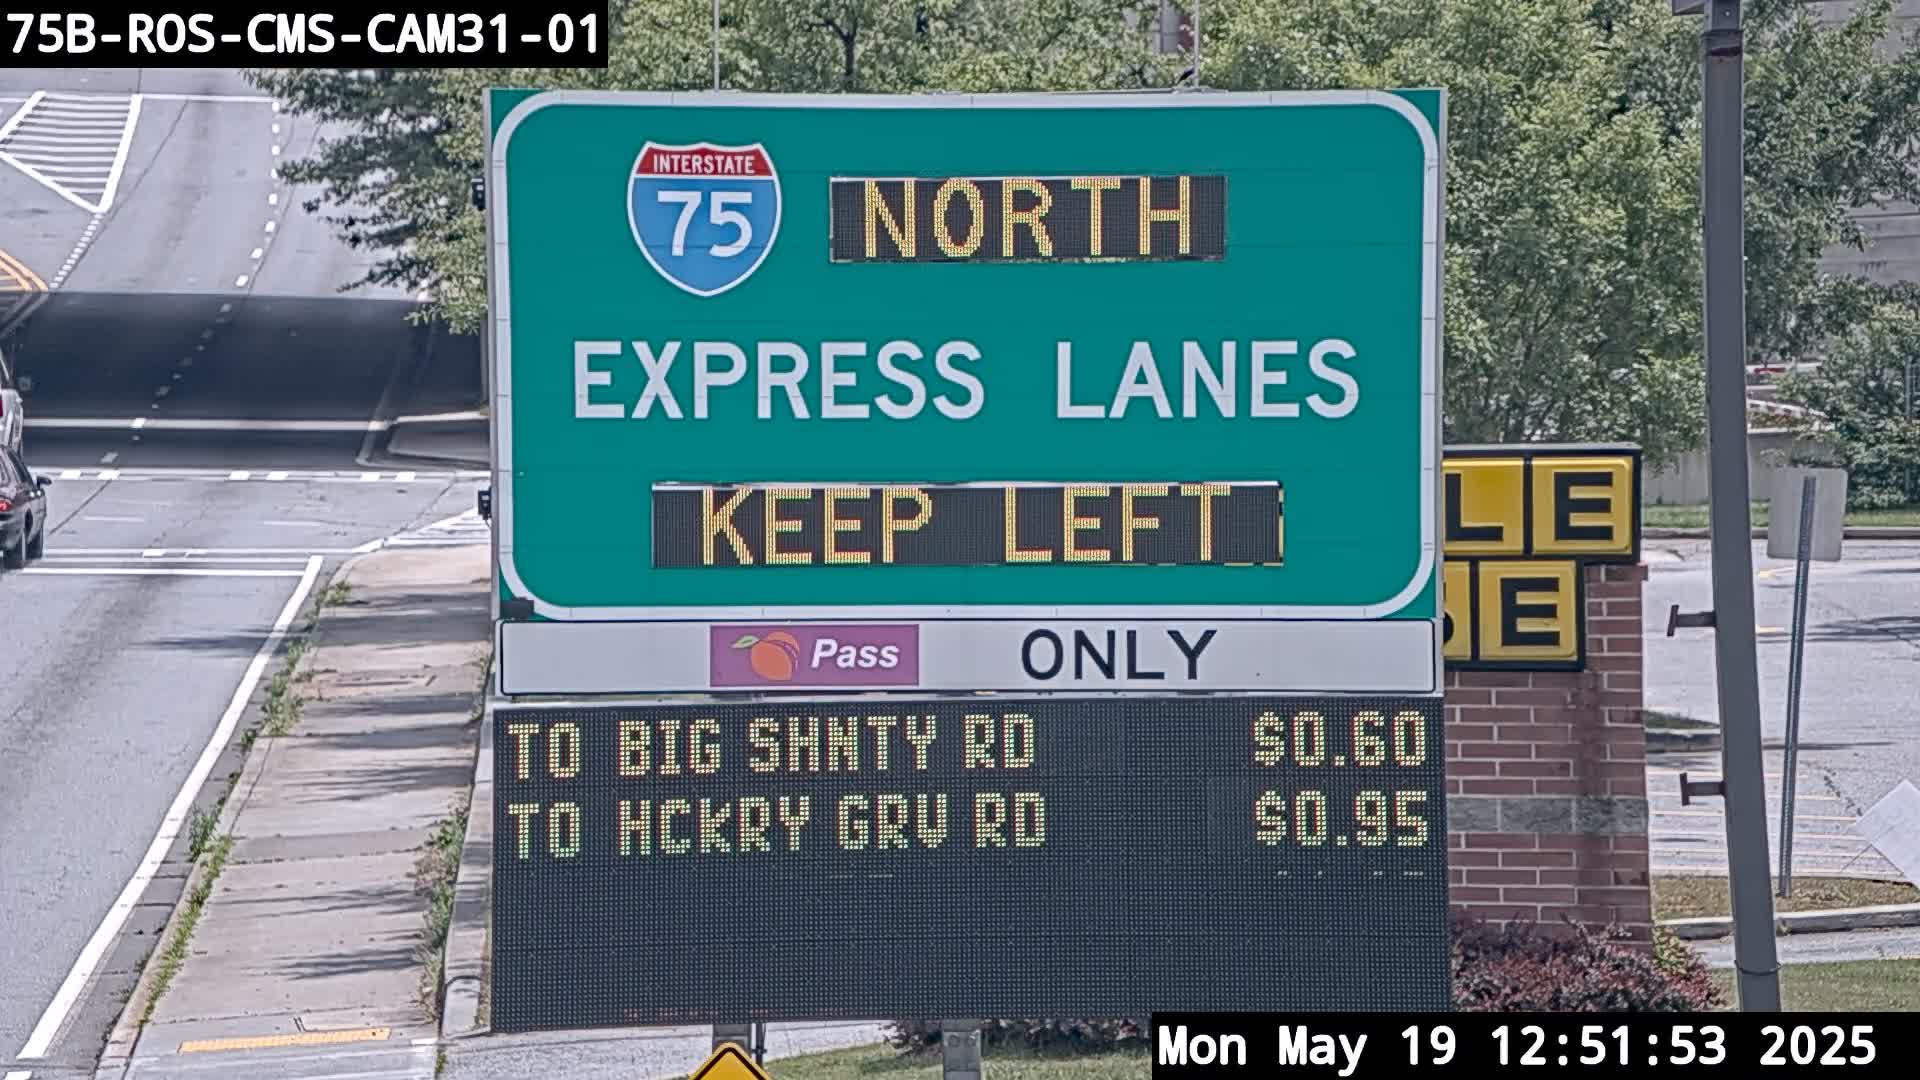 75B-ROS-CMS-CAM31-01
INTERSTATE
75
NORTH
EXPRESS LANES
KEEP LEFT
Pass ONLY
TO BIG SHNTY RD $0.60
TO HCKRY GRV RD $0.95
LE
E
Mon May 19 12:51:53 2025